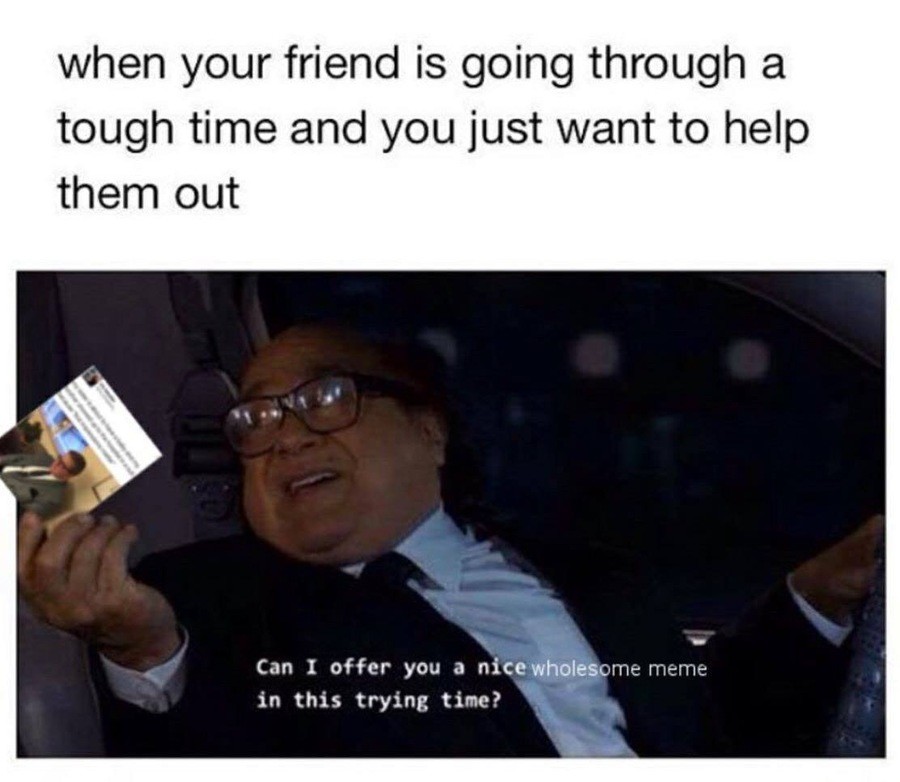 when your friend is going through a
tough time and you just want to help
them out
Can I offer you a nice wholesome meme
in this trying time?